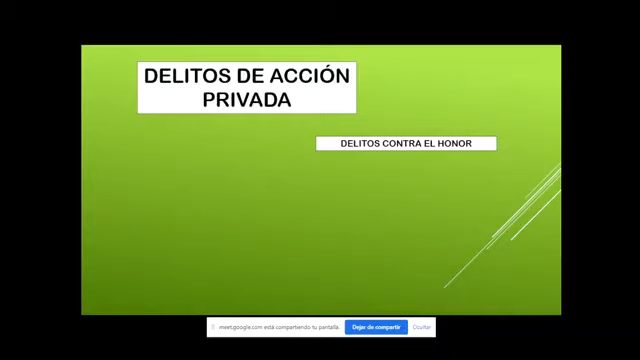 DELITOS DE ACCIÓN
PRIVADA
DELITOS CONTRA EL HONOR
meet.google.com está compartiendo tu pantalla.
Dejar de compartir
Ocultar